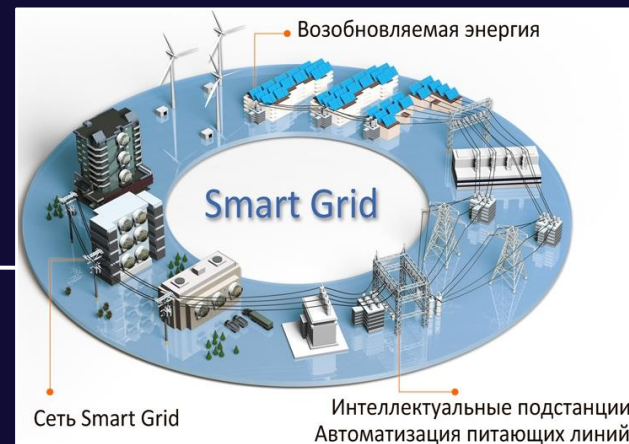 Возобновляемая энергия
Smart Grid
Сеть Smart Grid
Интеллектуальные подстанции
Автоматизация питающих линий